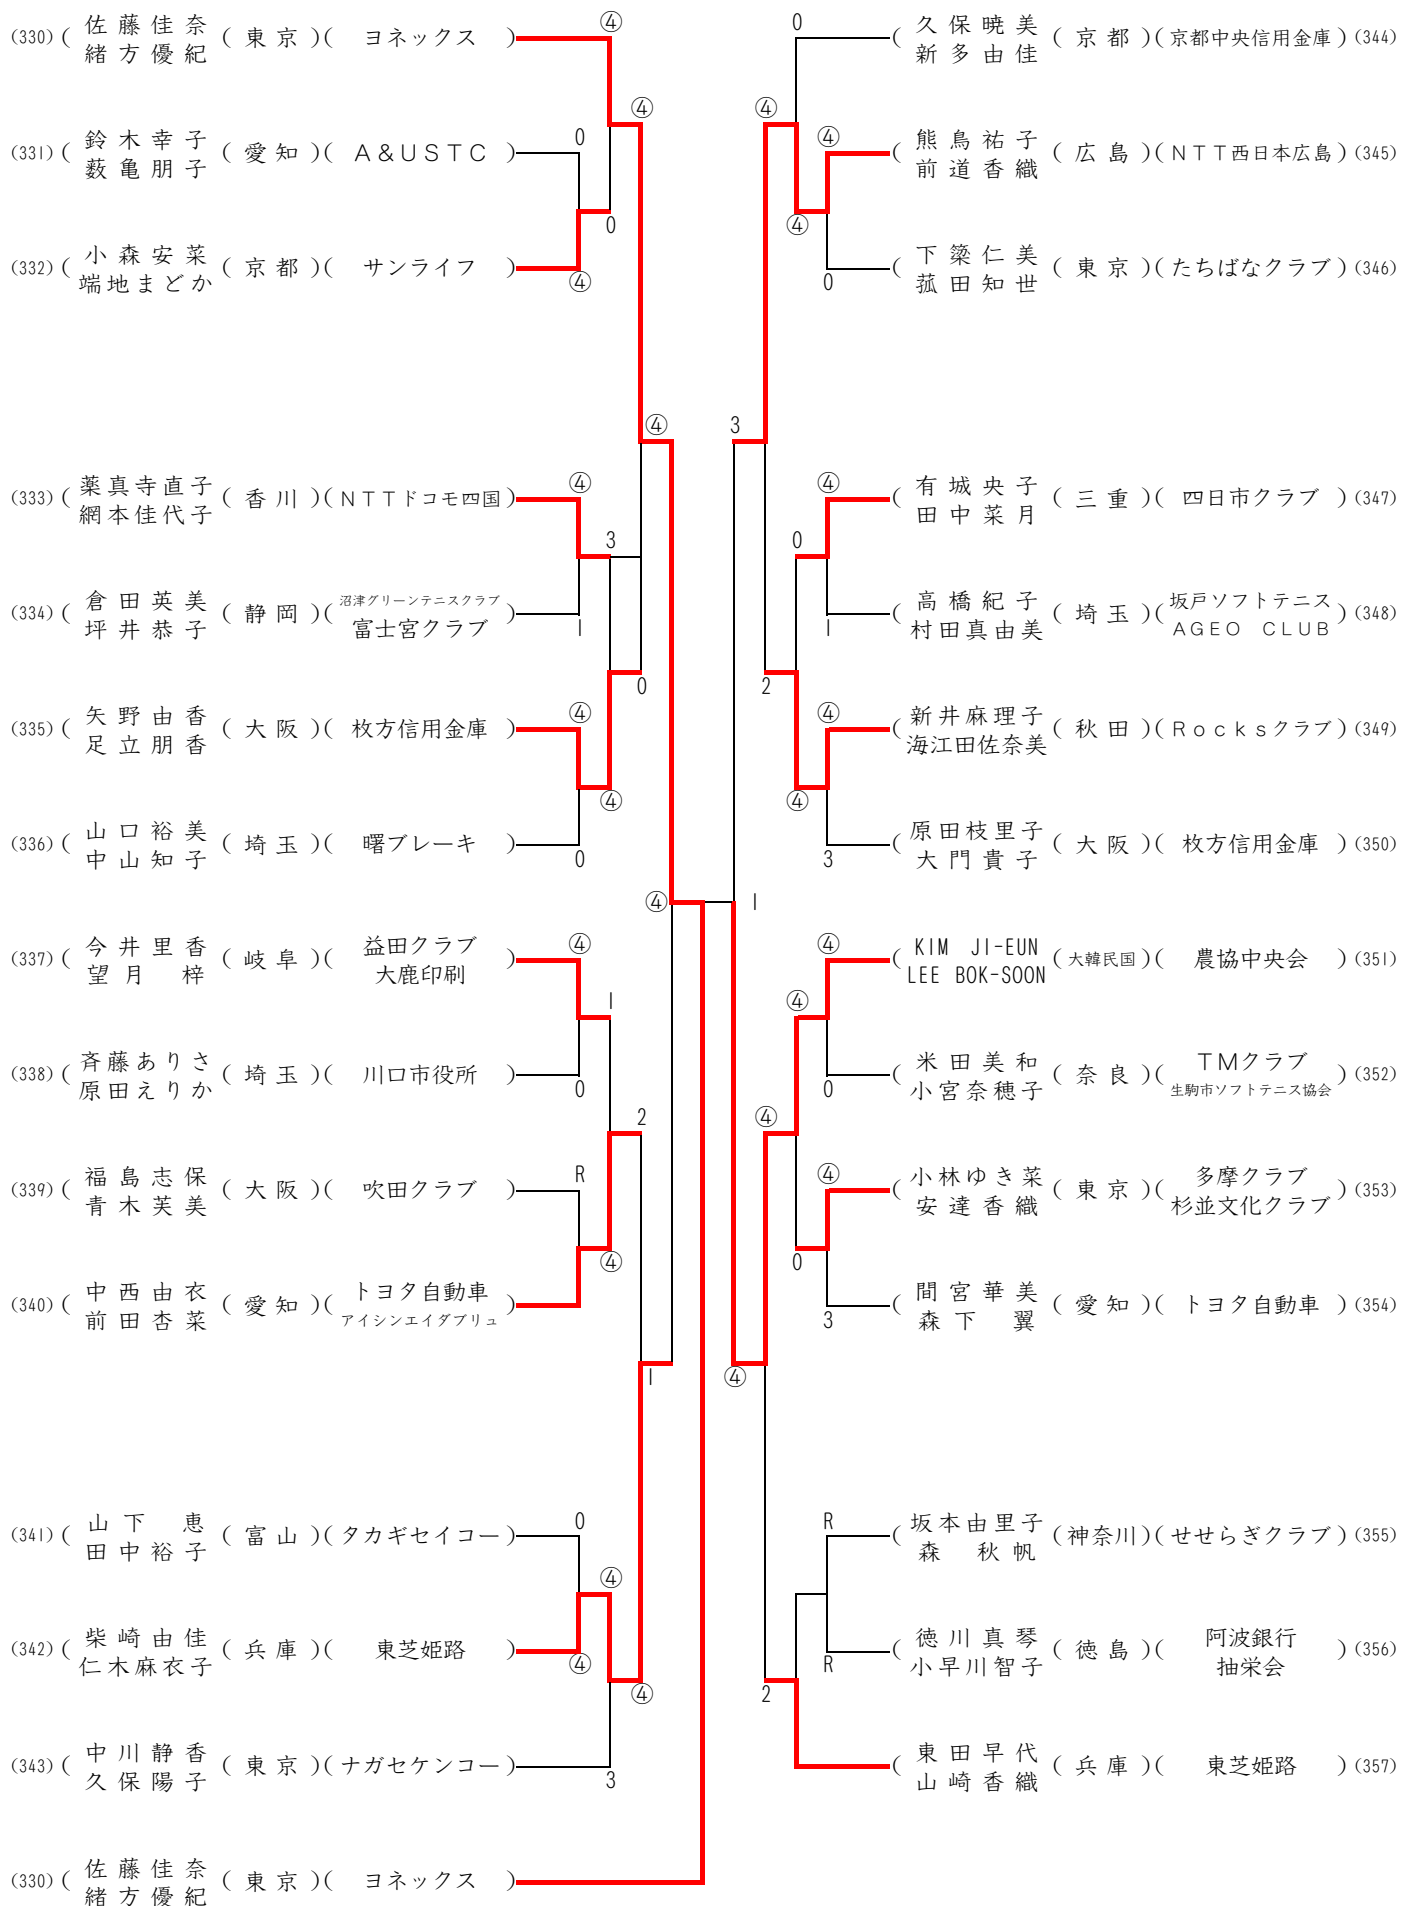 ④
0
(330) ( 佐藤佳奈 緒方優紀 ( 東京 ) ( ヨネックス )
( 久保暁美 新多由佳 ( 京都 ) ( 京都中央信用金庫 ) (344)
④
④
0
④
(331) ( 鈴木幸子 薮亀朋子 ( 愛知 ) ( A&USTC )
( 熊鳥祐子 前道香織 ( 広島 ) ( NTT西日本広島 ) (345)
0
④
(332) ( 小森安菜 端地まどか ( 京都 ) ( サンライフ )
( 下簗仁美 菰田知世 ( 東京 ) ( たちばなクラブ ) (346)
④
0
④
3
④
④
(333) ( 薬真寺直子 網本佳代子 ( 香川 ) ( NTTドコモ四国 )
( 有城央子 田中菜月 ( 三重 ) ( 四日市クラブ ) (347)
3
0
(334) ( 倉田英美 坪井恭子 ( 静岡 ) ( 沼津グリーンテニスクラブ 富士宮クラブ )
( 高橋紀子 村田真由美 ( 埼玉 ) ( 坂戸ソフトテニス AGEO CLUB ) (348)
1
1
0
2
④
④
(335) ( 矢野由香 足立朋香 ( 大阪 ) ( 枚方信用金庫 )
( 新井麻理子 海江田佐奈美 ( 秋田 ) ( Rocksクラブ ) (349)
④
④
(336) ( 山口裕美 中山知子 ( 埼玉 ) ( 曙ブレーキ )
( 原田枝里子 大門貴子 ( 大阪 ) ( 枚方信用金庫 ) (350)
0
3
④
1
④
④
(337) ( 今井里香 望月梓 ( 岐阜 ) ( 益田クラブ 大鹿印刷 )
( KIM JI-EUN LEE BOK-SOON ( 大韓民国 ) ( 農協中央会 ) (351)
1
④
(338) ( 斉藤ありさ 原田えりか ( 埼玉 ) ( 川口市役所 )
( 米田美和 小宮奈穂子 ( 奈良 ) ( TMクラブ 生駒市ソフトテニス協会 ) (352)
0
0
2
④
R
④
(339) ( 福島志保 青木芙美 ( 大阪 ) ( 吹田クラブ )
( 小林ゆき菜 安達香織 ( 東京 ) ( 多摩クラブ 杉並文化クラブ ) (353)
④
0
(340) ( 中西由衣 前田杏菜 ( 愛知 ) ( トヨタ自動車 アイシンエイダブリュ )
( 間宮華美 森下翼 ( 愛知 ) ( トヨタ自動車 ) (354)
3
1
④
0
R
(341) ( 山下恵 田中裕子 ( 富山 ) ( タカギセイコー )
( 坂本由里子 森秋帆 ( 神奈川 ) ( せせらぎクラブ ) (355)
④
(342) ( 柴崎由佳 仁木麻衣子 ( 兵庫 ) ( 東芝姫路 )
( 徳川真琴 小早川智子 ( 徳島 ) ( 阿波銀行 抽栄会 ) (356)
④
R
④
2
(343) ( 中川静香 久保陽子 ( 東京 ) ( ナガセケンコー )
( 東田早代 山崎香織 ( 兵庫 ) ( 東芝姫路 ) (357)
3
(330) ( 佐藤佳奈 緒方優紀 ( 東京 ) ( ヨネックス )